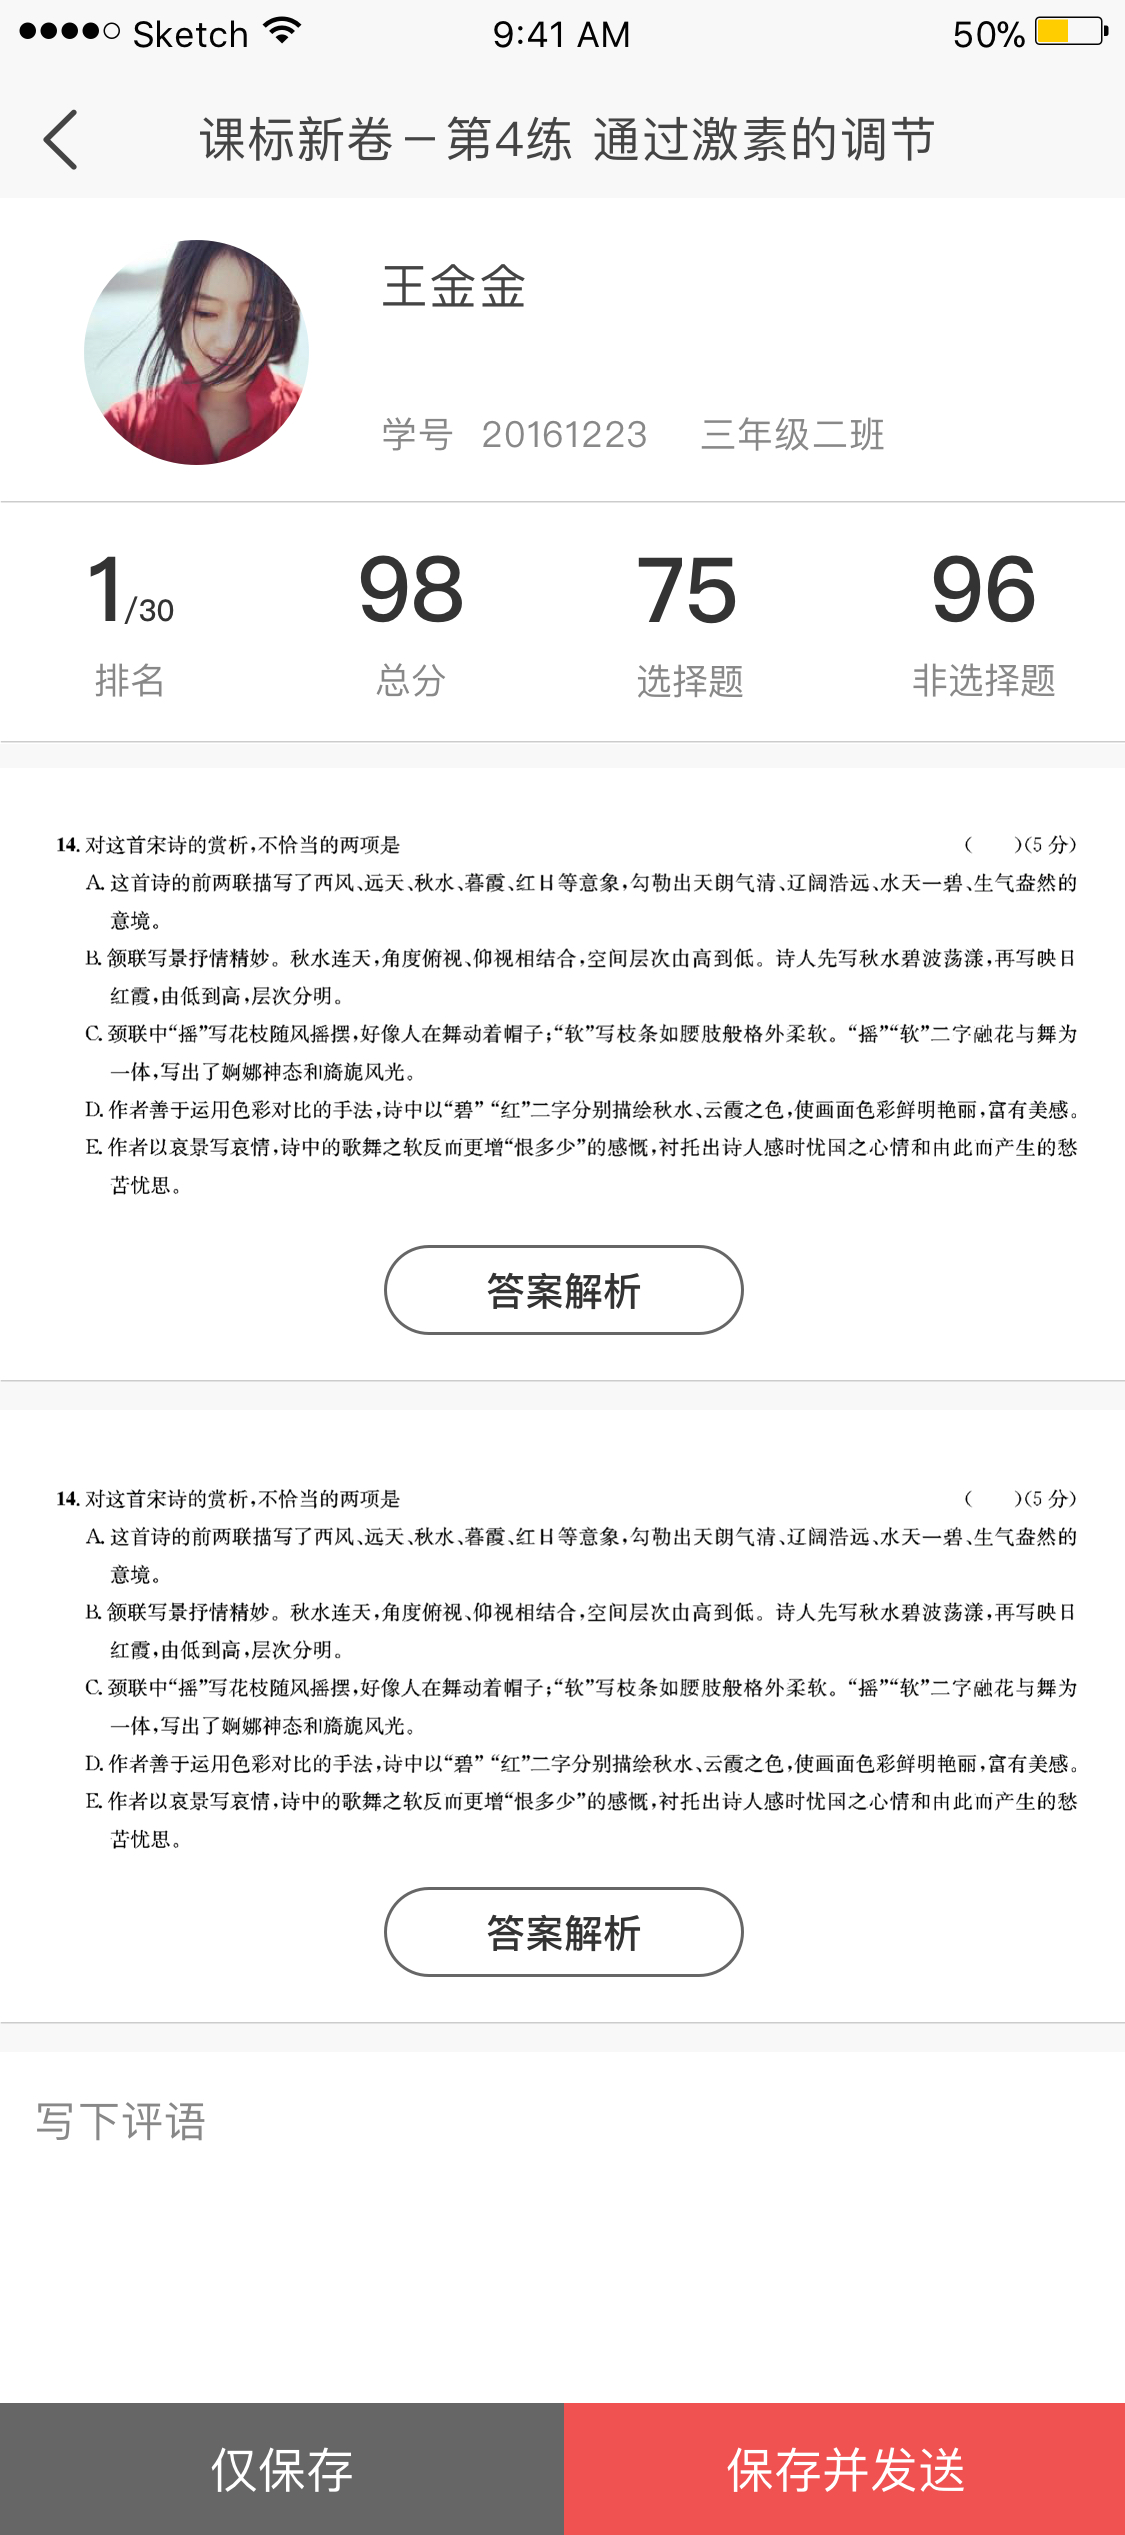 Sketch 9:41 AM 50%
课标新卷－第4练 通过激素的调节
王金金
学号 20161223 三年级二班
1/30 98 75 96
排名 总分 选择题 非选择题
14. 对这首宋诗的赏析,不恰当的两项是 ( )(5 分)
A. 这首诗的前两联描写了西风、远天、秋水、暮霞、红日等意象,勾勒出天朗气清、辽阔浩远、水天一碧、生气盎然的
意境。
B. 颔联写景抒情精妙。秋水连天,角度俯视、仰视相结合,空间层次由高到低。诗人先写秋水碧波荡漾,再写映日
红霞,由低到高,层次分明。
C. 颈联中“摇”写花枝随风摇摆,好像人在舞动着帽子;“软”写枝条如腰肢般格外柔软。“摇”“软”二字融花与舞为
一体,写出了婀娜神态和旖旎风光。
D. 作者善于运用色彩对比的手法,诗中以“碧” “红”二字分别描绘秋水、云霞之色,使画面色彩鲜明艳丽,富有美感。
E. 作者以哀景写哀情,诗中的歌舞之软反而更增“恨多少”的感慨,衬托出诗人感时忧国之心情和由此而产生的愁
苦忧思。
答案解析
14. 对这首宋诗的赏析,不恰当的两项是 ( )(5 分)
A. 这首诗的前两联描写了西风、远天、秋水、暮霞、红日等意象,勾勒出天朗气清、辽阔浩远、水天一碧、生气盎然的
意境。
B. 颔联写景抒情精妙。秋水连天,角度俯视、仰视相结合,空间层次由高到低。诗人先写秋水碧波荡漾,再写映日
红霞,由低到高,层次分明。
C. 颈联中“摇”写花枝随风摇摆,好像人在舞动着帽子;“软”写枝条如腰肢般格外柔软。“摇”“软”二字融花与舞为
一体,写出了婀娜神态和旖旎风光。
D. 作者善于运用色彩对比的手法,诗中以“碧” “红”二字分别描绘秋水、云霞之色,使画面色彩鲜明艳丽,富有美感。
E. 作者以哀景写哀情,诗中的歌舞之软反而更增“恨多少”的感慨,衬托出诗人感时忧国之心情和由此而产生的愁
苦忧思。
答案解析
写下评语
仅保存 保存并发送